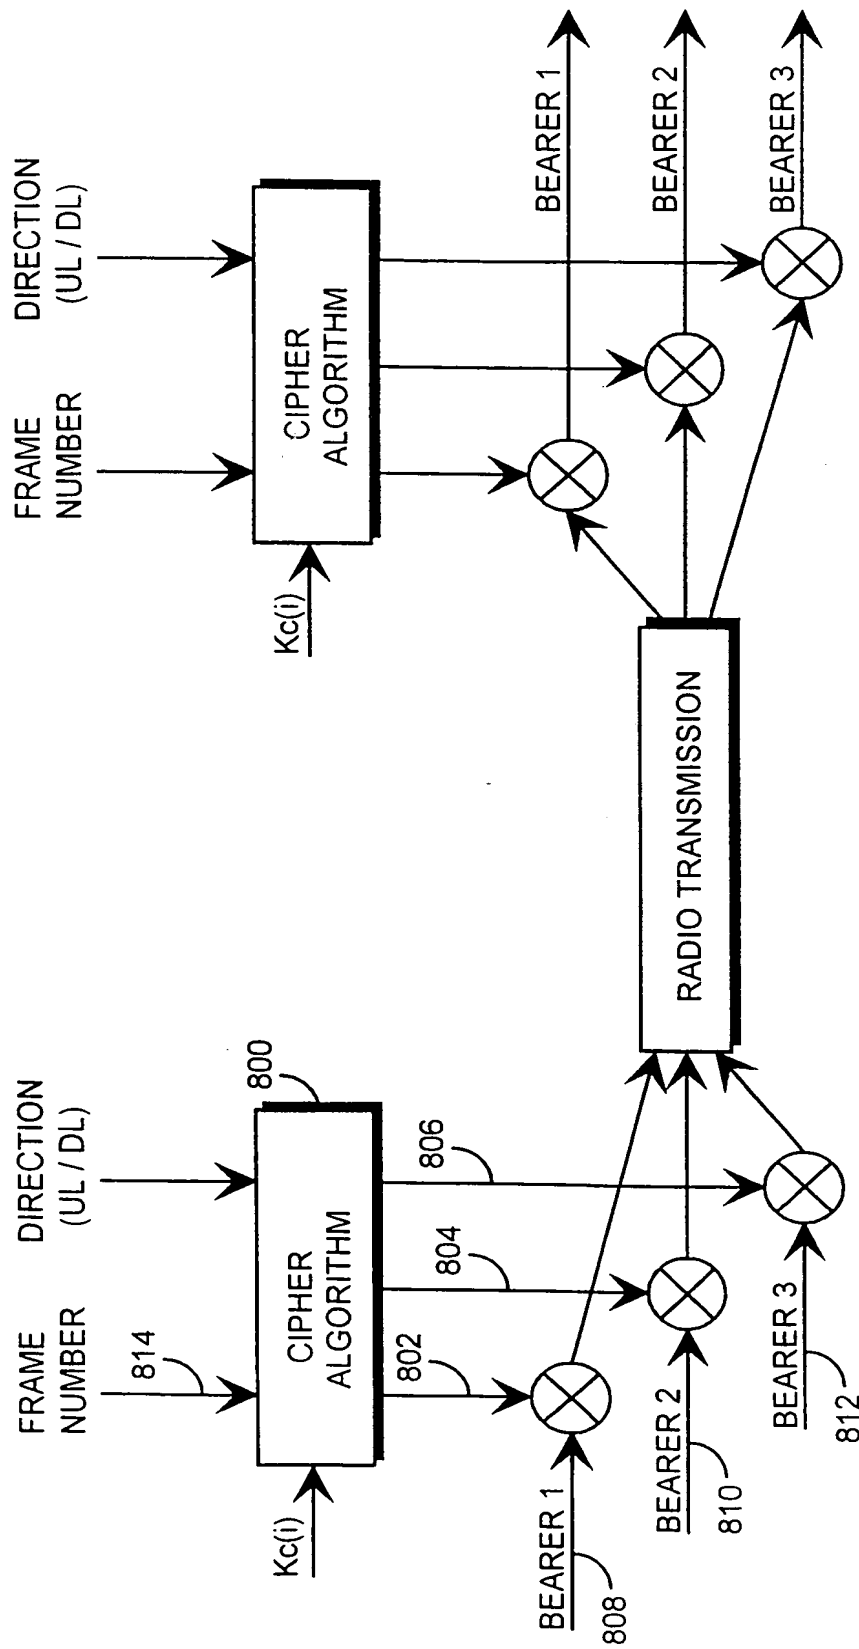 FRAME
NUMBER
814
DIRECTION
(UL / DL)
Kc(i)
CIPHER
ALGORITHM
800
802
804
806
BEARER 1
808
BEARER 2
810
BEARER 3
812
RADIO TRANSMISSION
FRAME
NUMBER
DIRECTION
(UL / DL)
Kc(i)
CIPHER
ALGORITHM
BEARER 1
BEARER 2
BEARER 3